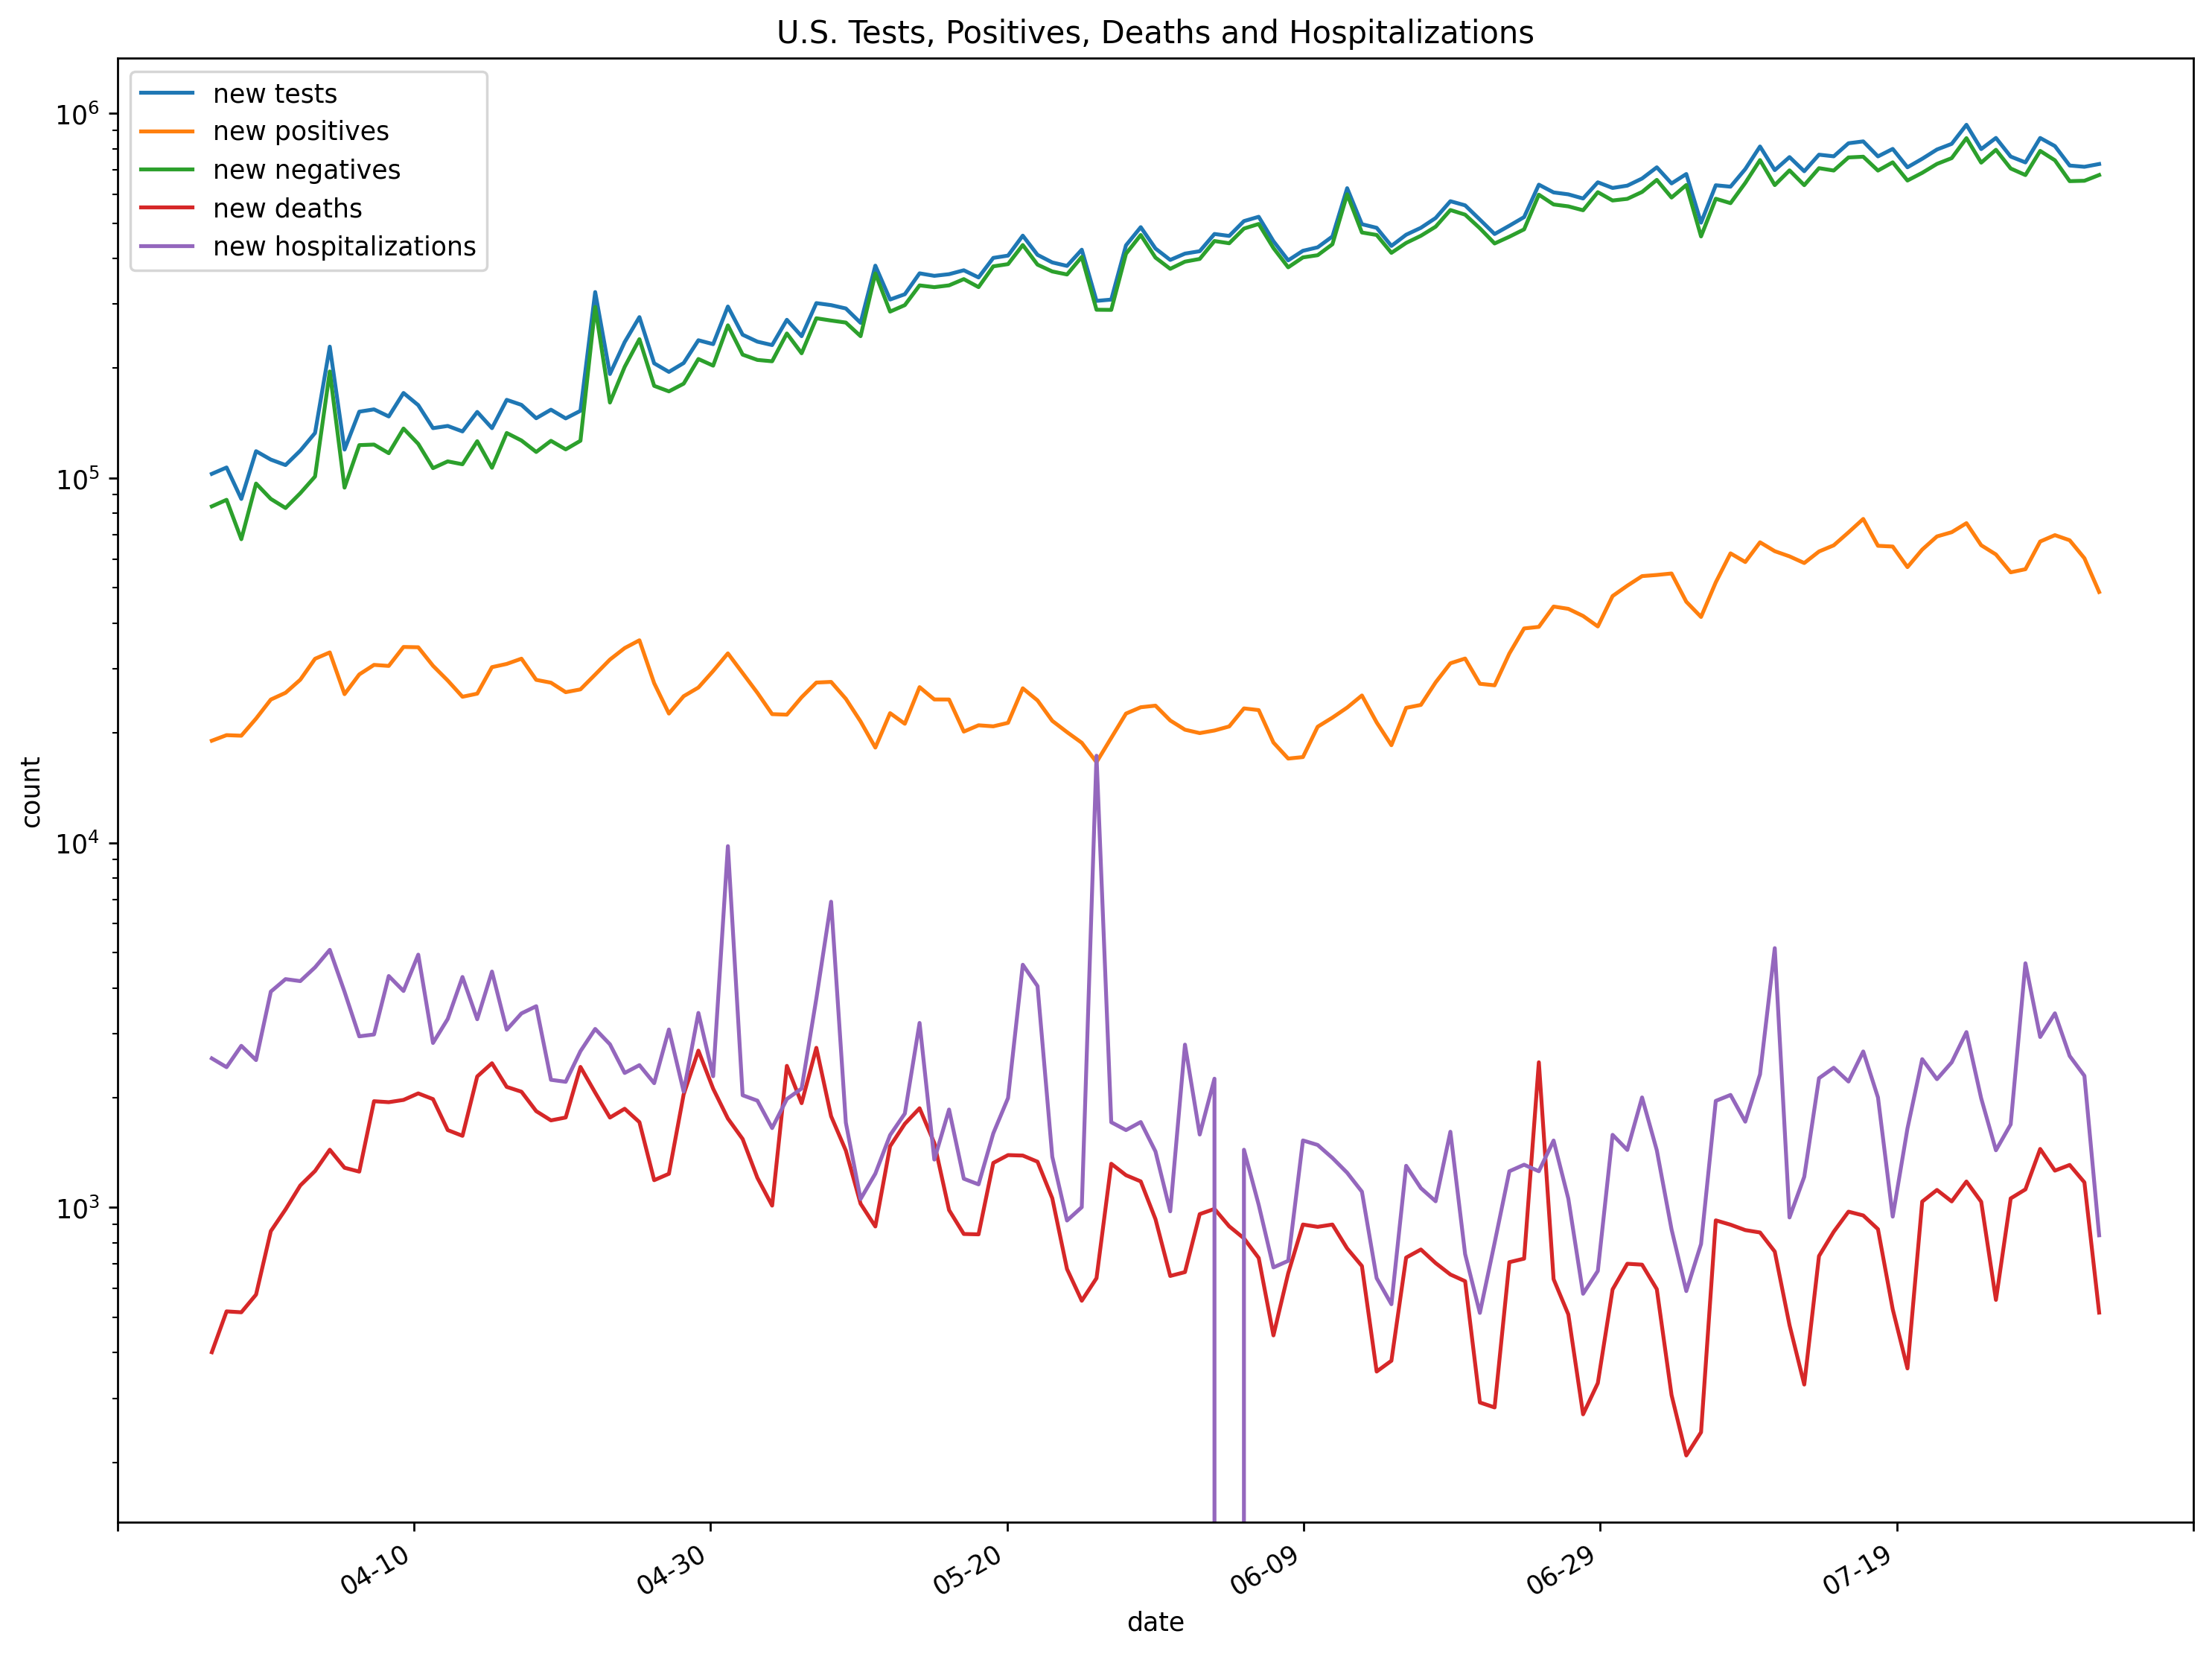 U.S. Tests, Positives, Deaths and Hospitalizations
new tests
new positives
new negatives
new deaths
new hospitalizations
10^6
10^5
10^4
10^3
count
04-10
04-30
05-20
06-09
06-29
07-19
date